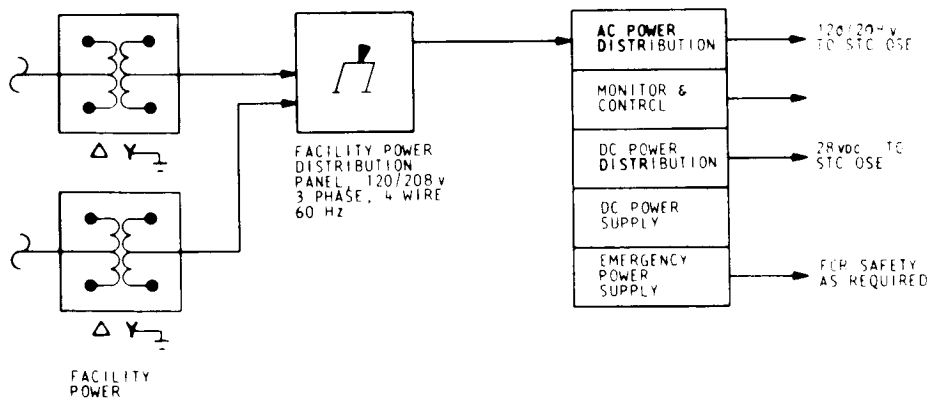 FACILITY POWER
DISTRIBUTION
PANEL, 120/208 v
3 PHASE, 4 WIRE
60 Hz
FACILITY
POWER
AC POWER
DISTRIBUTION
MONITOR &
CONTROL
DC POWER
DISTRIBUTION
DC POWER
SUPPLY
EMERGENCY
POWER
SUPPLY
TO STC OSE
28 vdc TO
STC OSE
FOR SAFETY
AS REQUIRED